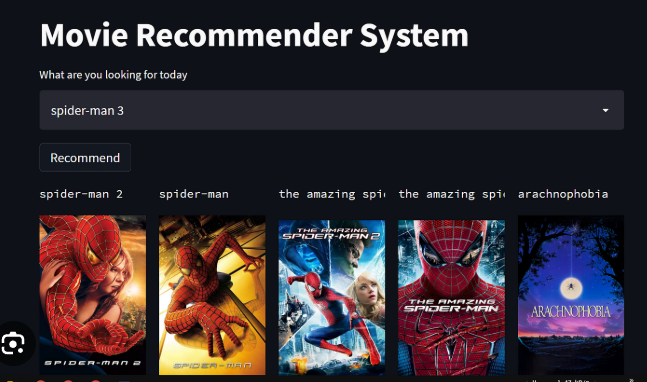 Movie Recommender System
What are you looking for today
spider-man 3
Recommend
spider-man 2
spider-man
the amazing spi
the amazing spi
arachnophobia
SPIDER-MAN 2
SPIDER-MAN
THE AMAZING
SPIDER-MAN 2
THE AMAZING
SPIDER-MAN
ARACHNOPHOBIA